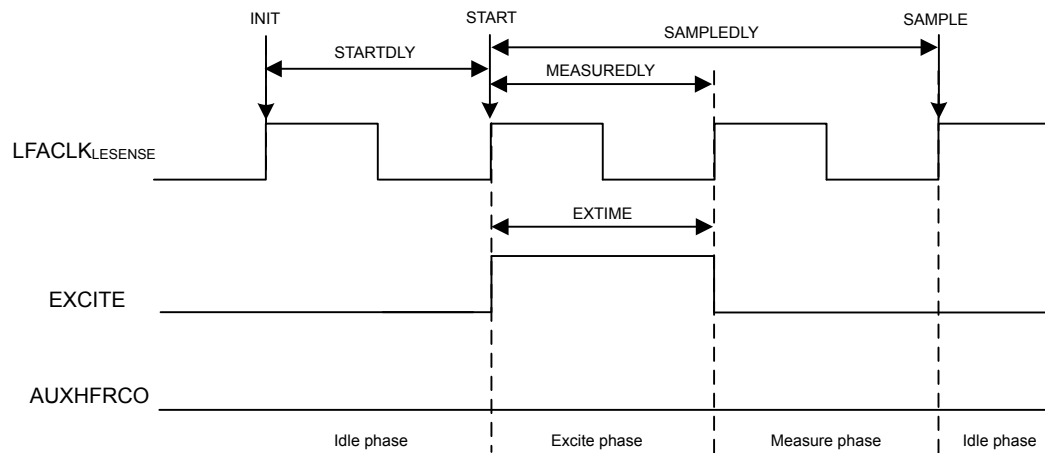 INIT
START
SAMPLE
STARTDLY
SAMPLEDLY
MEASUREDLY
LFACLKLESENSE
EXTIME
EXCITE
AUXHFRCO
Idle phase
Excite phase
Measure phase
Idle phase